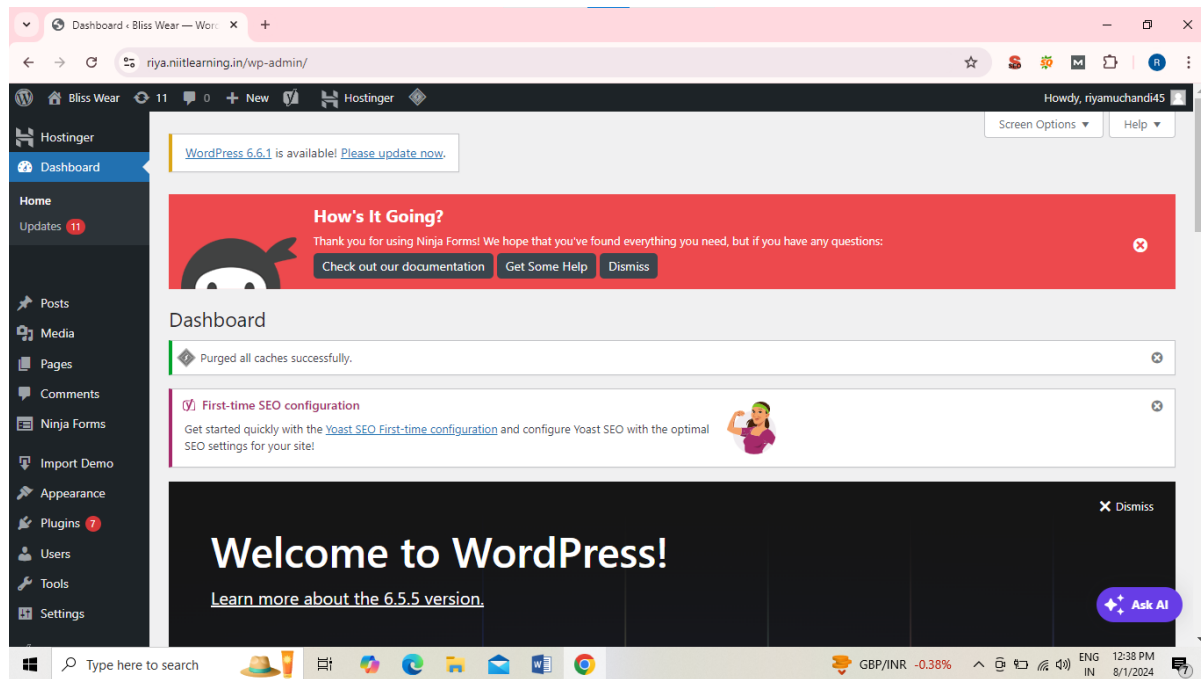 Dashboard ‹ Bliss Wear — Word
riya.niitlearning.in/wp-admin/
SEO
SQ
M
R
Bliss Wear 11 0 + New Hostinger
Howdy, riyamuchandi45
Screen Options ▼ Help ▼
Hostinger
Dashboard
Home
Updates 11
Posts
Media
Pages
Comments
Ninja Forms
Import Demo
Appearance
Plugins 7
Users
Tools
Settings
WordPress 6.6.1 is available! Please update now.
How's It Going?
Thank you for using Ninja Forms! We hope that you've found everything you need, but if you have any questions:
Check out our documentation Get Some Help Dismiss
Dashboard
Purged all caches successfully.
First-time SEO configuration
Get started quickly with the Yoast SEO First-time configuration and configure Yoast SEO with the optimal
SEO settings for your site!
Dismiss
Welcome to WordPress!
Learn more about the 6.5.5 version.
Ask AI
Type here to search
GBP/INR -0.38%
ENG
IN
12:38 PM
8/1/2024
7